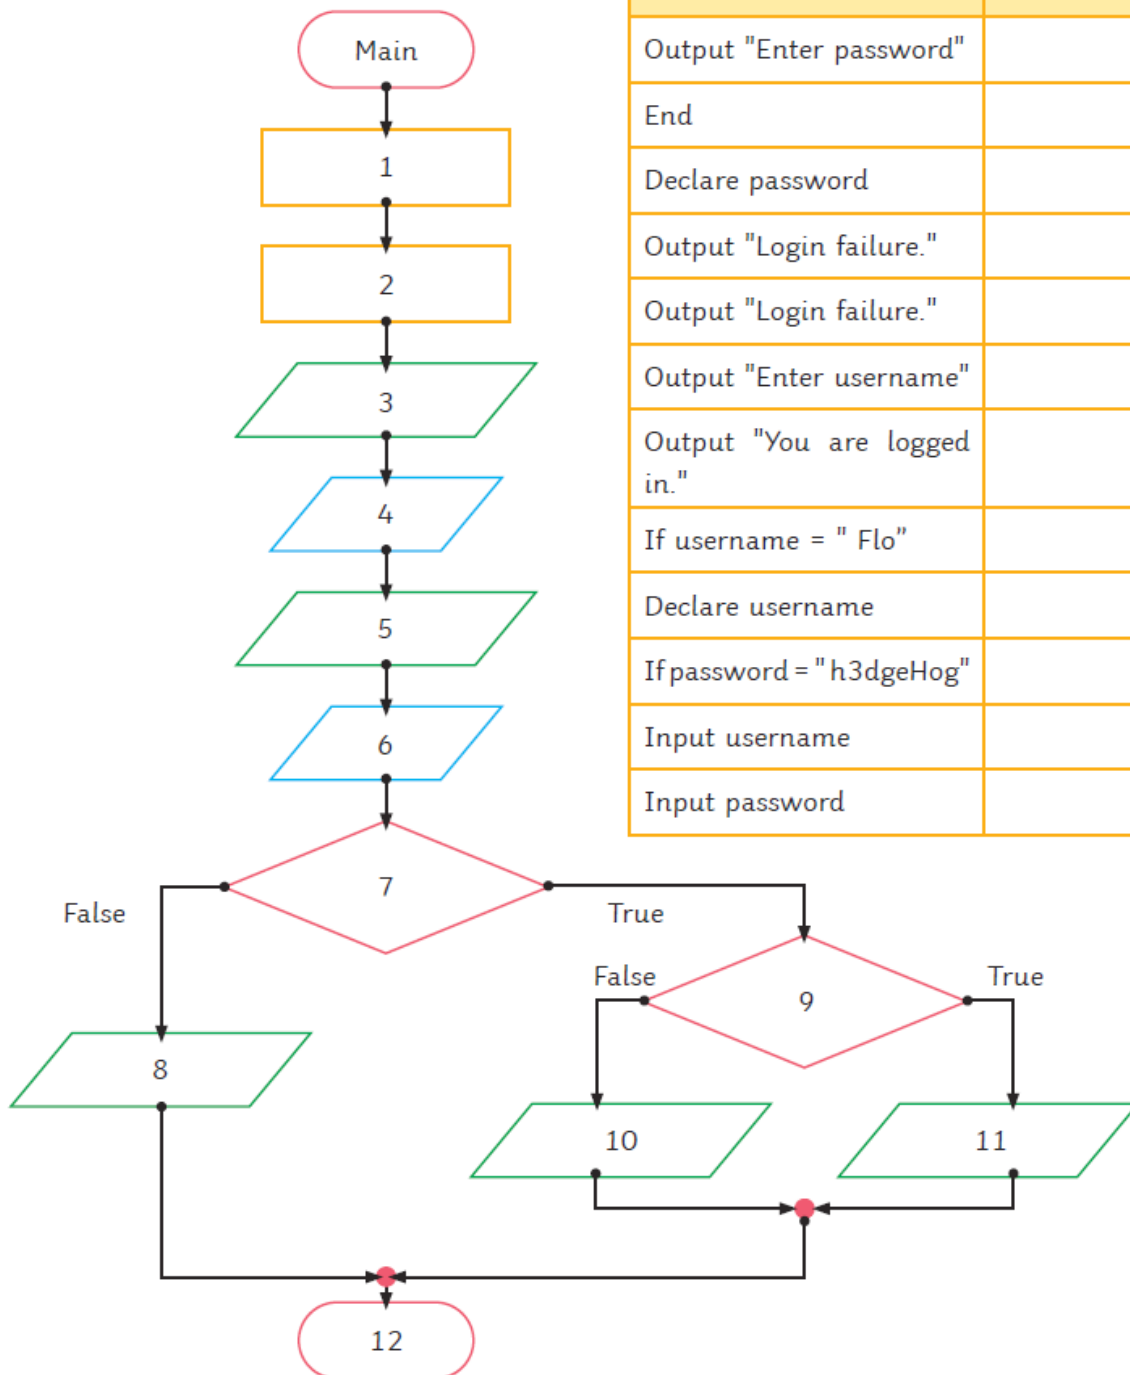 Main
1
2
3
4
5
6
7
False
True
8
False
9
True
10
11
12
Output "Enter password"
End
Declare password
Output "Login failure."
Output "Login failure."
Output "Enter username"
Output "You are logged
in."
If username = " Flo”
Declare username
If password = "h3dgeHog"
Input username
Input password